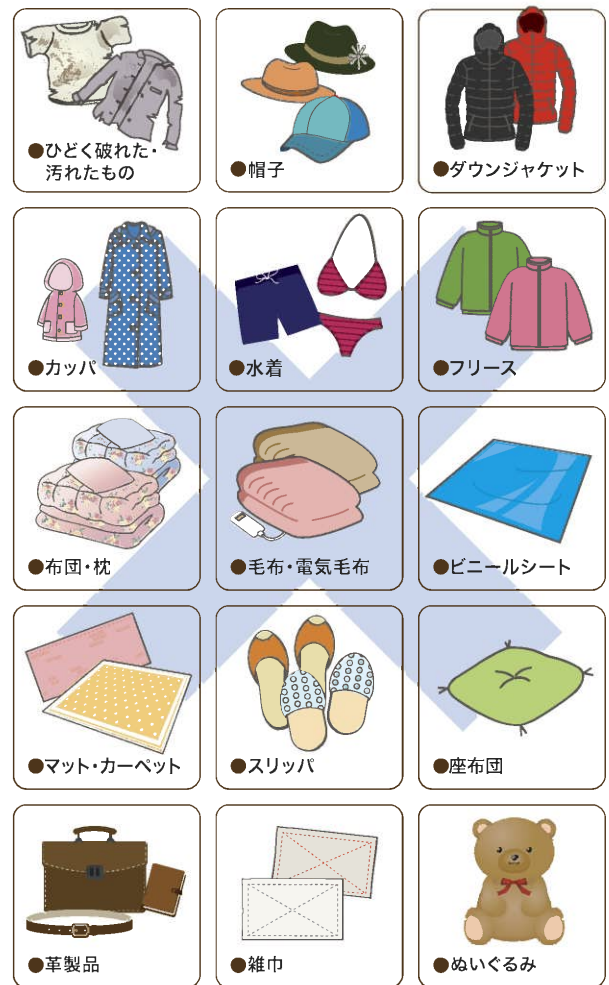 ●ひどく破れた・
汚れたもの
●帽子
●ダウンジャケット
●カッパ
●水着
●フリース
●布団・枕
●毛布・電気毛布
●ビニールシート
●マット・カーペット
●スリッパ
●座布団
●革製品
●雑巾
●ぬいぐるみ